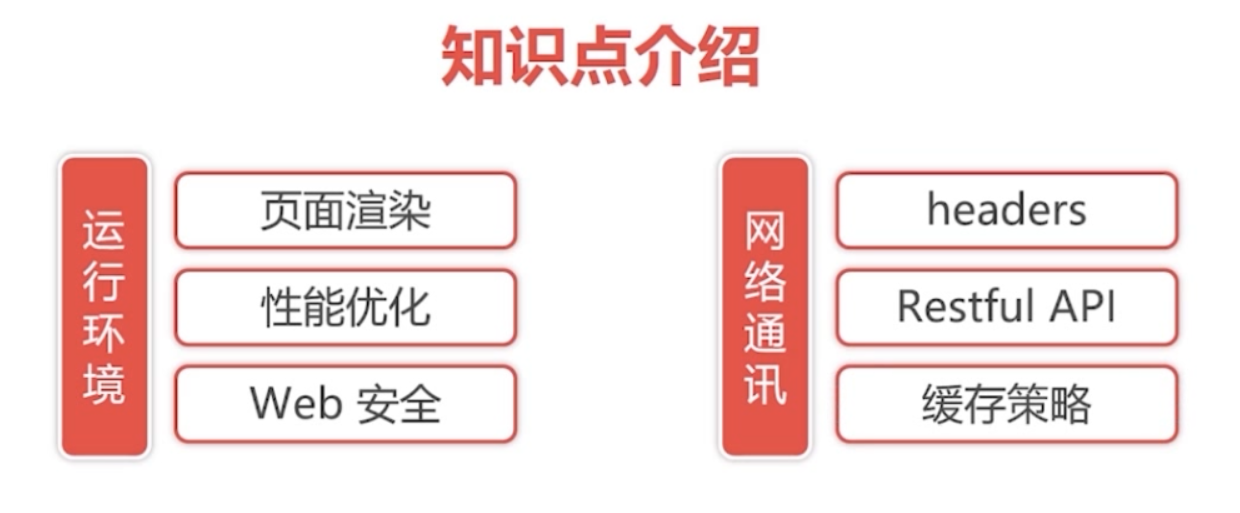 知识点介绍
运行环境
页面渲染
性能优化
Web 安全
网络通讯
headers
Restful API
缓存策略